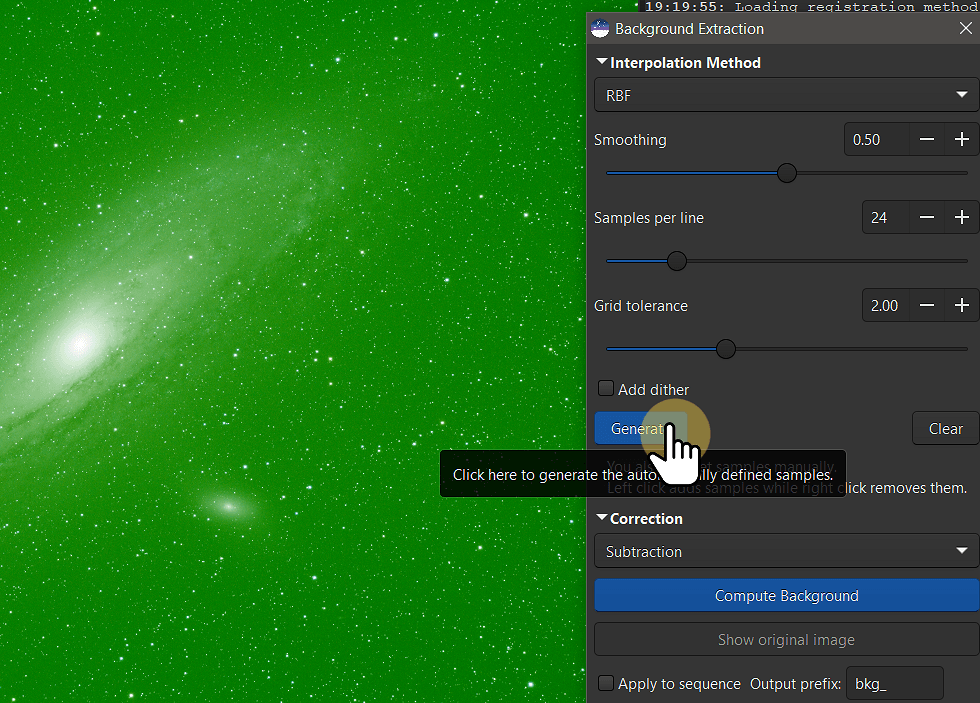 19:19:55: Loading registration method
Background Extraction
Interpolation Method
RBF
Smoothing
0.50
Samples per line
24
Grid tolerance
2.00
Add dither
Generat
Clear
Click here to generate the auto ally defined samples.
You al at samples manually.
Left click adds samples while right click removes them.
Correction
Subtraction
Compute Background
Show original image
Apply to sequence Output prefix: bkg_